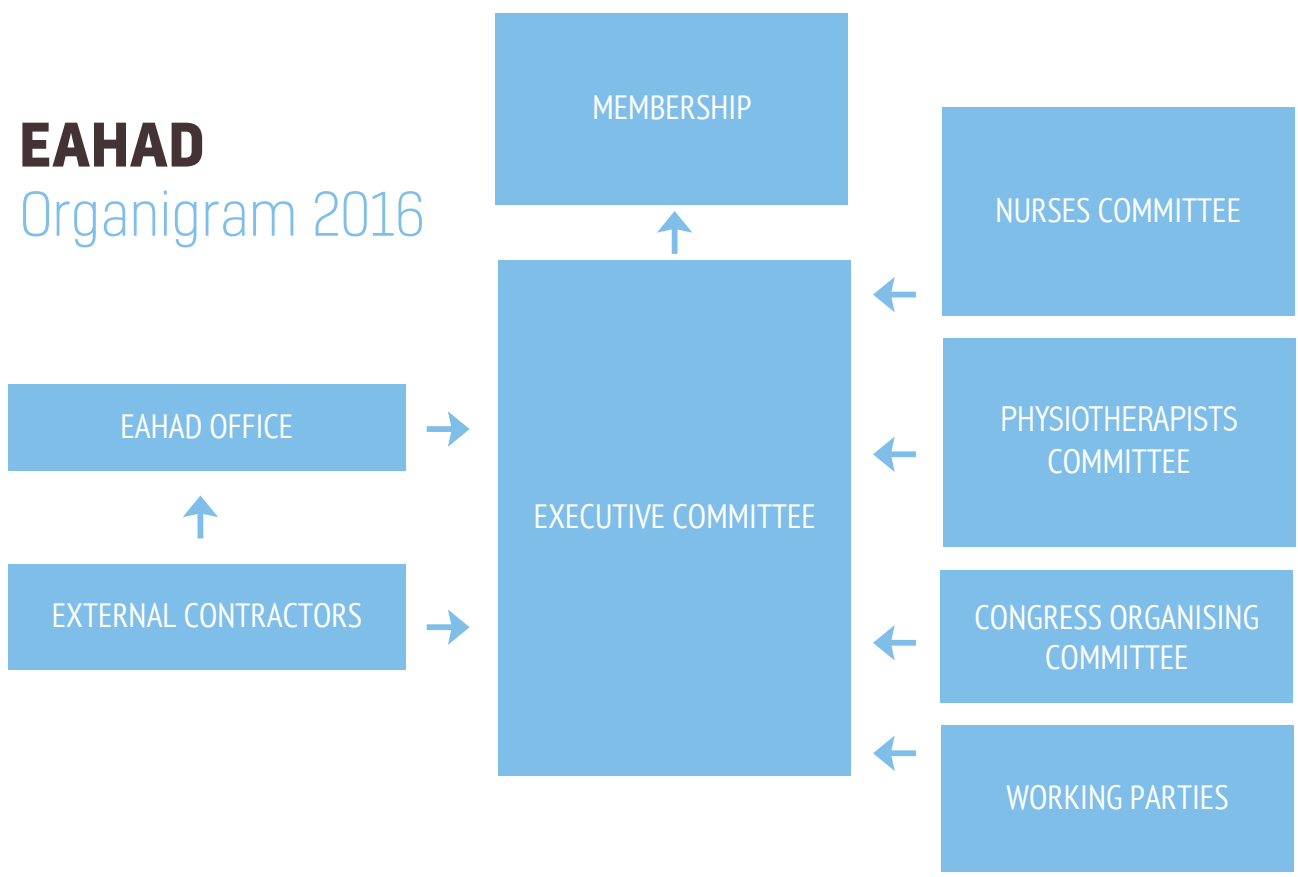 EAHAD
Organigram 2016
MEMBERSHIP
NURSES COMMITTEE
EAHAD OFFICE
PHYSIOTHERAPISTS
COMMITTEE
EXECUTIVE COMMITTEE
EXTERNAL CONTRACTORS
CONGRESS ORGANISING
COMMITTEE
WORKING PARTIES